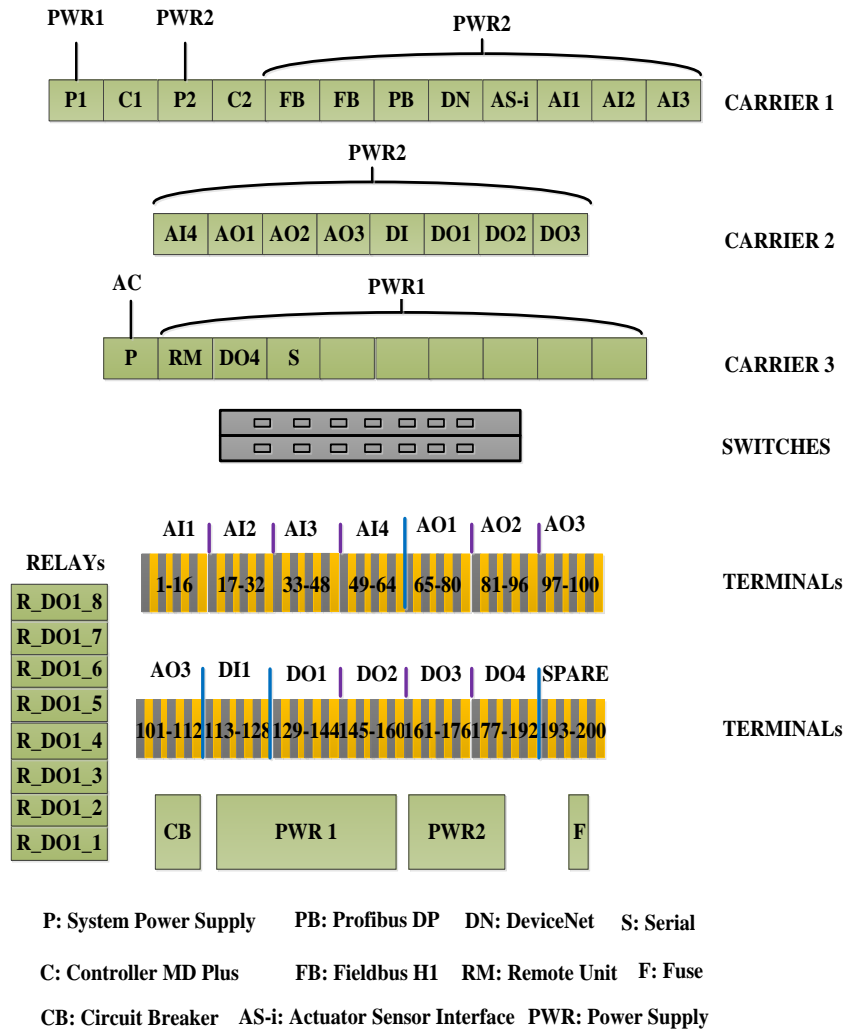 PWR1 PWR2 PWR2
P1 C1 P2 C2 FB FB PB DN AS-i AI1 AI2 AI3 CARRIER 1
PWR2
AI4 AO1 AO2 AO3 DI DO1 DO2 DO3 CARRIER 2
AC PWR1
P RM DO4 S CARRIER 3
SWITCHES
AI1 AI2 AI3 AI4 AO1 AO2 AO3
1-16 17-32 33-48 49-64 65-80 81-96 97-100 TERMINALs
RELAYs
R_DO1_8
R_DO1_7
R_DO1_6
R_DO1_5
R_DO1_4
R_DO1_3
R_DO1_2
R_DO1_1
AO3 DI1 DO1 DO2 DO3 DO4 SPARE
101-112 113-128 129-144 145-160 161-176 177-192 193-200 TERMINALs
CB PWR 1 PWR2 F
P: System Power Supply PB: Profibus DP DN: DeviceNet S: Serial
C: Controller MD Plus FB: Fieldbus H1 RM: Remote Unit F: Fuse
CB: Circuit Breaker AS-i: Actuator Sensor Interface PWR: Power Supply